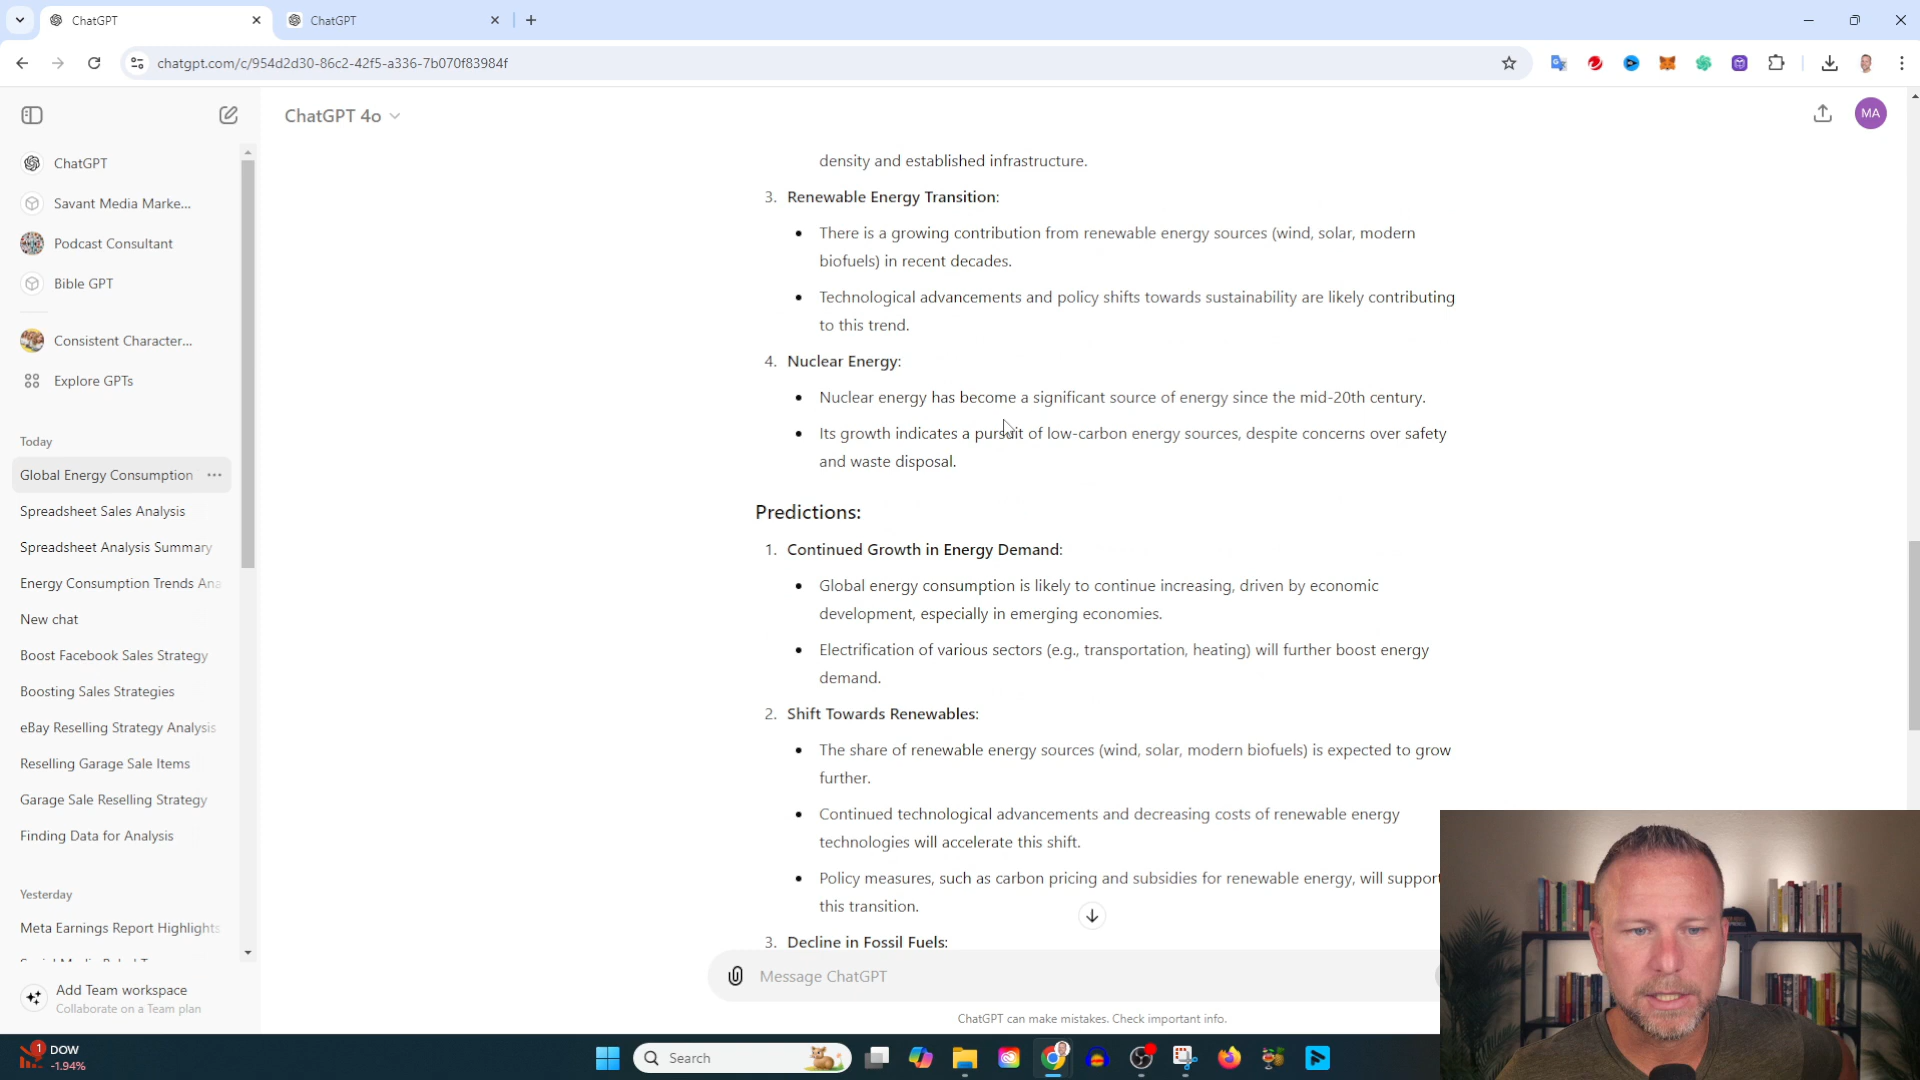 ChatGPT
ChatGPT
chatgpt.com/c/954d2d30-86c2-42f5-a336-7b070f83984f
ChatGPT 4o
MA
ChatGPT
Savant Media Marke...
Podcast Consultant
Bible GPT
Consistent Character...
Explore GPTs
Today
Global Energy Consumption
Spreadsheet Sales Analysis
Spreadsheet Analysis Summary
Energy Consumption Trends Ana
New chat
Boost Facebook Sales Strategy
Boosting Sales Strategies
eBay Reselling Strategy Analysis
Reselling Garage Sale Items
Garage Sale Reselling Strategy
Finding Data for Analysis
Yesterday
Meta Earnings Report Highlights
Add Team workspace
Collaborate on a Team plan
density and established infrastructure.
3. Renewable Energy Transition:
• There is a growing contribution from renewable energy sources (wind, solar, modern
biofuels) in recent decades.
• Technological advancements and policy shifts towards sustainability are likely contributing
to this trend.
4. Nuclear Energy:
• Nuclear energy has become a significant source of energy since the mid-20th century.
• Its growth indicates a pursuit of low-carbon energy sources, despite concerns over safety
and waste disposal.
Predictions:
1. Continued Growth in Energy Demand:
• Global energy consumption is likely to continue increasing, driven by economic
development, especially in emerging economies.
• Electrification of various sectors (e.g., transportation, heating) will further boost energy
demand.
2. Shift Towards Renewables:
• The share of renewable energy sources (wind, solar, modern biofuels) is expected to grow
further.
• Continued technological advancements and decreasing costs of renewable energy
technologies will accelerate this shift.
• Policy measures, such as carbon pricing and subsidies for renewable energy, will support
this transition.
3. Decline in Fossil Fuels:
Message ChatGPT
ChatGPT can make mistakes. Check important info.
1
DOW
-1.94%
Search